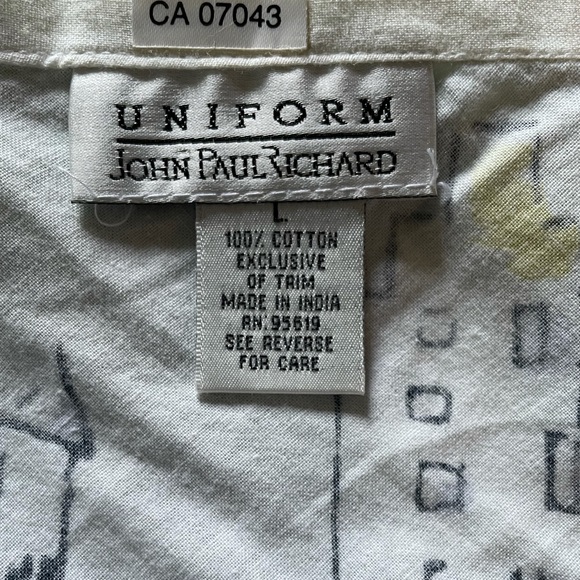 CA 07043
UNIFORM
JOHN PAUL RICHARD
L
100% COTTON
EXCLUSIVE
OF TRIM
MADE IN INDIA
RN. 95619
SEE REVERSE
FOR CARE